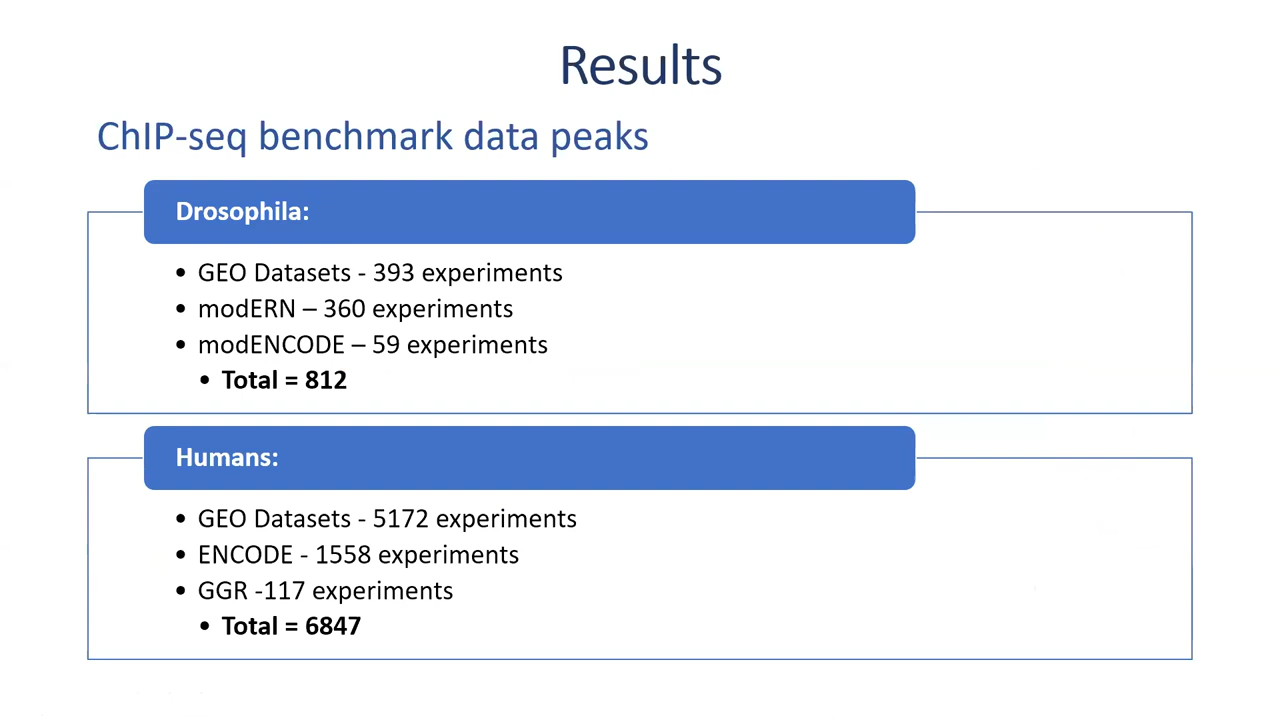 Results
ChIP-seq benchmark data peaks
Drosophila:
• GEO Datasets - 393 experiments
• modERN – 360 experiments
• modENCODE – 59 experiments
• Total = 812
Humans:
• GEO Datasets - 5172 experiments
• ENCODE - 1558 experiments
• GGR -117 experiments
• Total = 6847